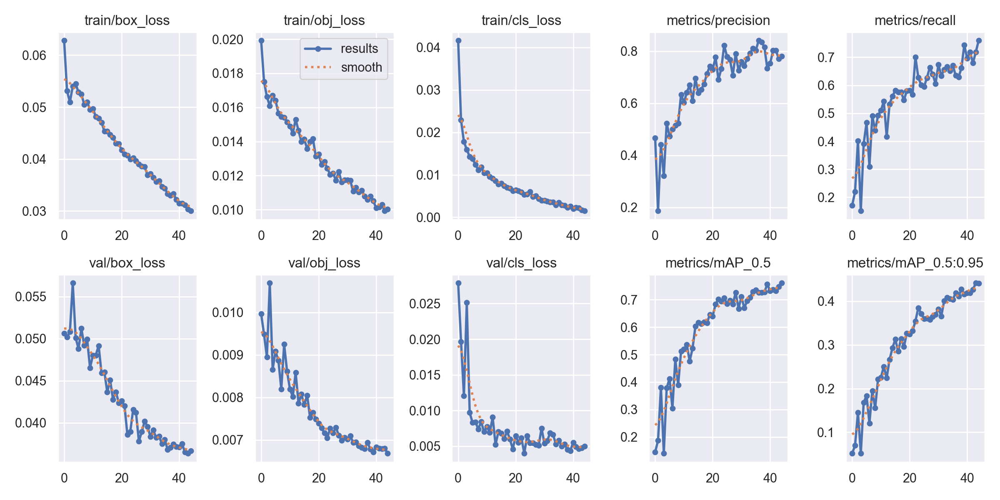 train/box_loss
0.06
0.05
0.04
0.03
0 20 40
train/obj_loss
results
smooth
0.020
0.018
0.016
0.014
0.012
0.010
0 20 40
train/cls_loss
0.04
0.03
0.02
0.01
0.00
0 20 40
metrics/precision
0.8
0.6
0.4
0.2
0 20 40
metrics/recall
0.7
0.6
0.5
0.4
0.3
0.2
0 20 40
val/box_loss
0.055
0.050
0.045
0.040
0 20 40
val/obj_loss
0.010
0.009
0.008
0.007
0 20 40
val/cls_loss
0.025
0.020
0.015
0.010
0.005
0 20 40
metrics/mAP_0.5
0.7
0.6
0.5
0.4
0.3
0.2
0 20 40
metrics/mAP_0.5:0.95
0.4
0.3
0.2
0.1
0 20 40